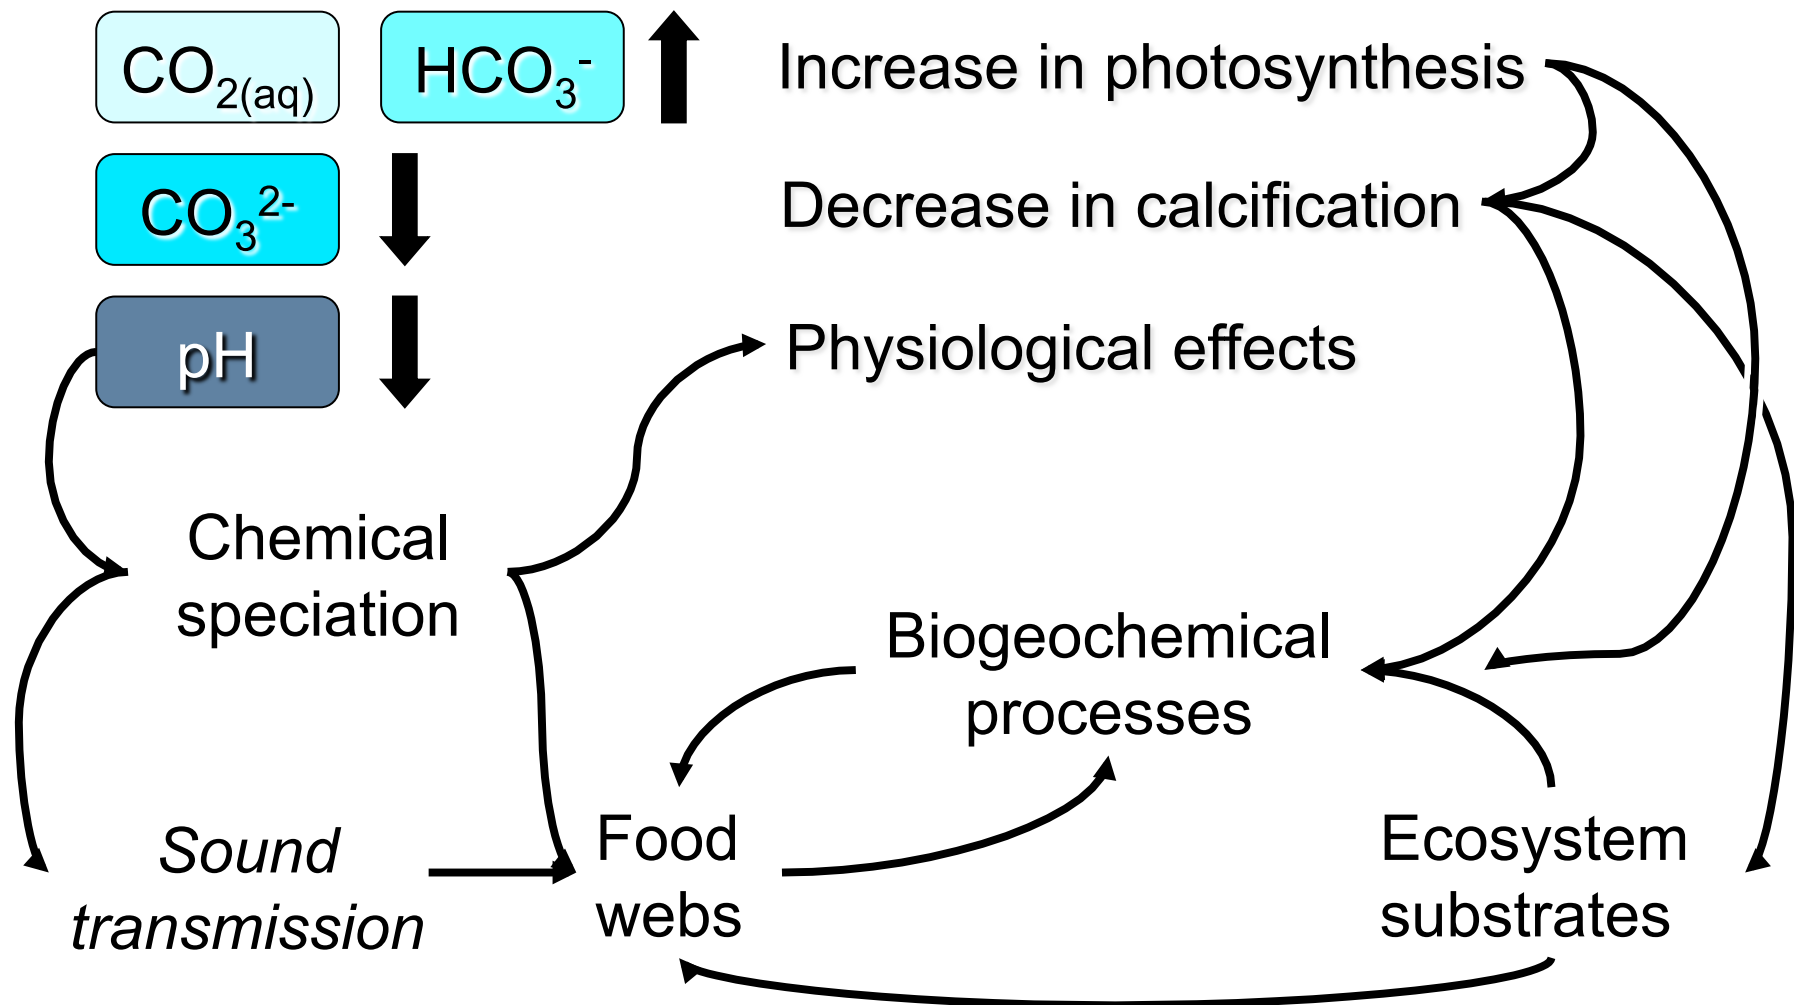 CO2(aq)
HCO3-
Increase in photosynthesis
CO32-
Decrease in calcification
pH
Physiological effects
Chemical
speciation
Biogeochemical
processes
Sound
transmission
Food
webs
Ecosystem
substrates